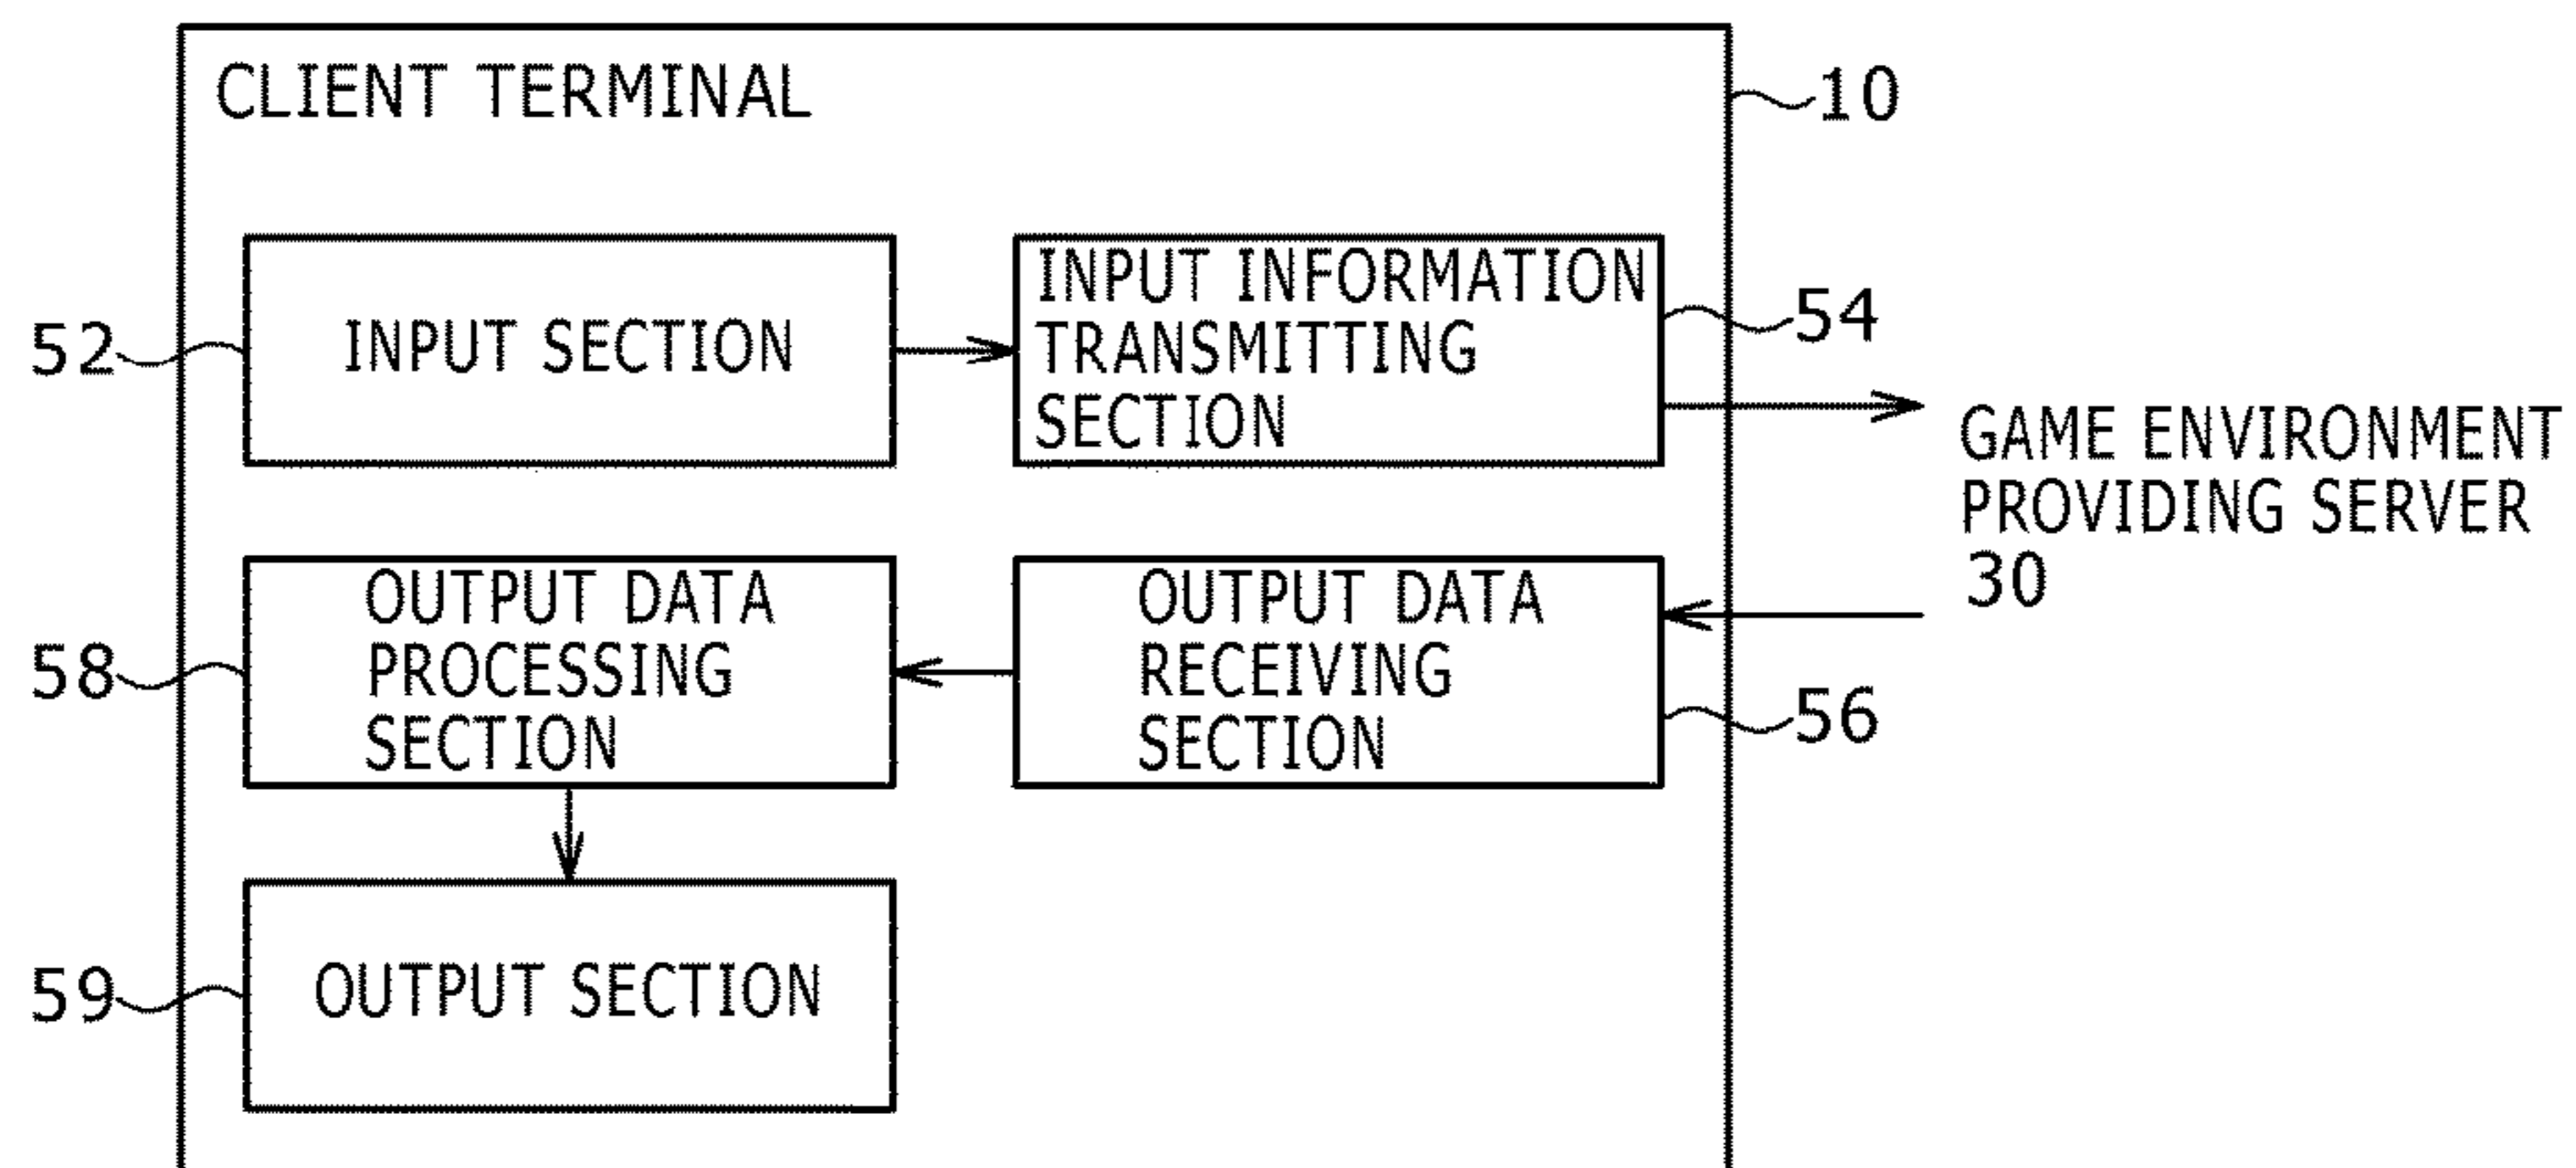 CLIENT TERMINAL
10
52
INPUT SECTION
INPUT INFORMATION
TRANSMITTING
SECTION
54
GAME ENVIRONMENT
PROVIDING SERVER
30
58
OUTPUT DATA
PROCESSING
SECTION
OUTPUT DATA
RECEIVING
SECTION
56
59
OUTPUT SECTION